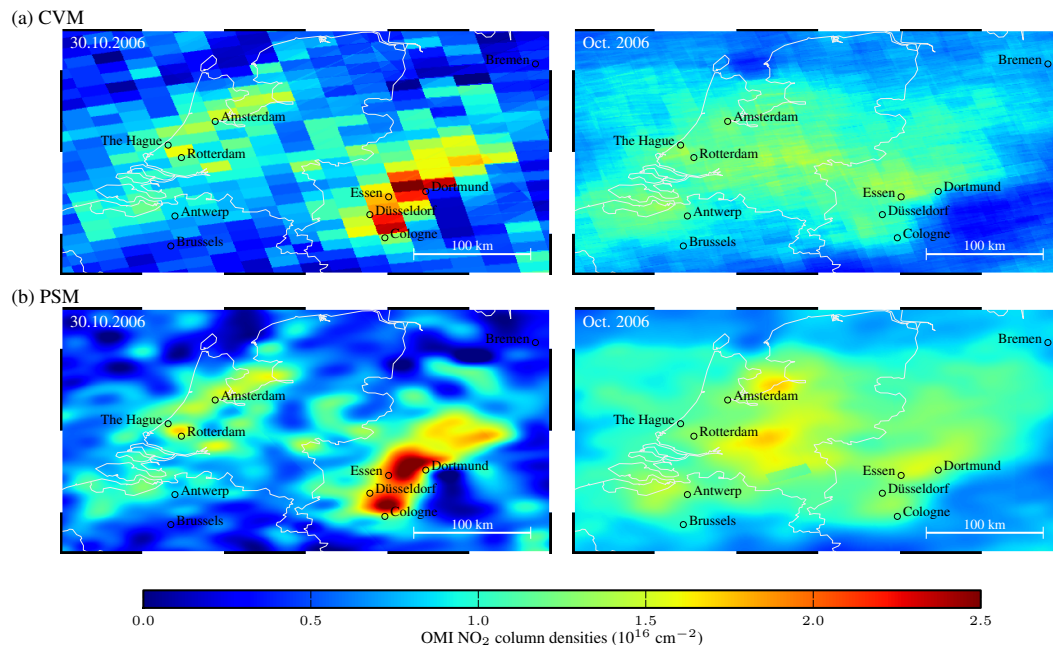 (a) CVM
30.10.2006
Bremen
Amsterdam
The Hague
Rotterdam
Essen
Dortmund
Düsseldorf
Antwerp
Cologne
Brussels
100 km
Oct. 2006
Bremen
Amsterdam
The Hague
Rotterdam
Essen
Dortmund
Düsseldorf
Antwerp
Cologne
Brussels
100 km
(b) PSM
30.10.2006
Bremen
Amsterdam
The Hague
Rotterdam
Essen
Dortmund
Düsseldorf
Antwerp
Cologne
Brussels
100 km
Oct. 2006
Bremen
Amsterdam
The Hague
Rotterdam
Essen
Dortmund
Düsseldorf
Antwerp
Cologne
Brussels
100 km
0.0 0.5 1.0 1.5 2.0 2.5
OMI NO₂ column densities (10¹⁶ cm⁻²)